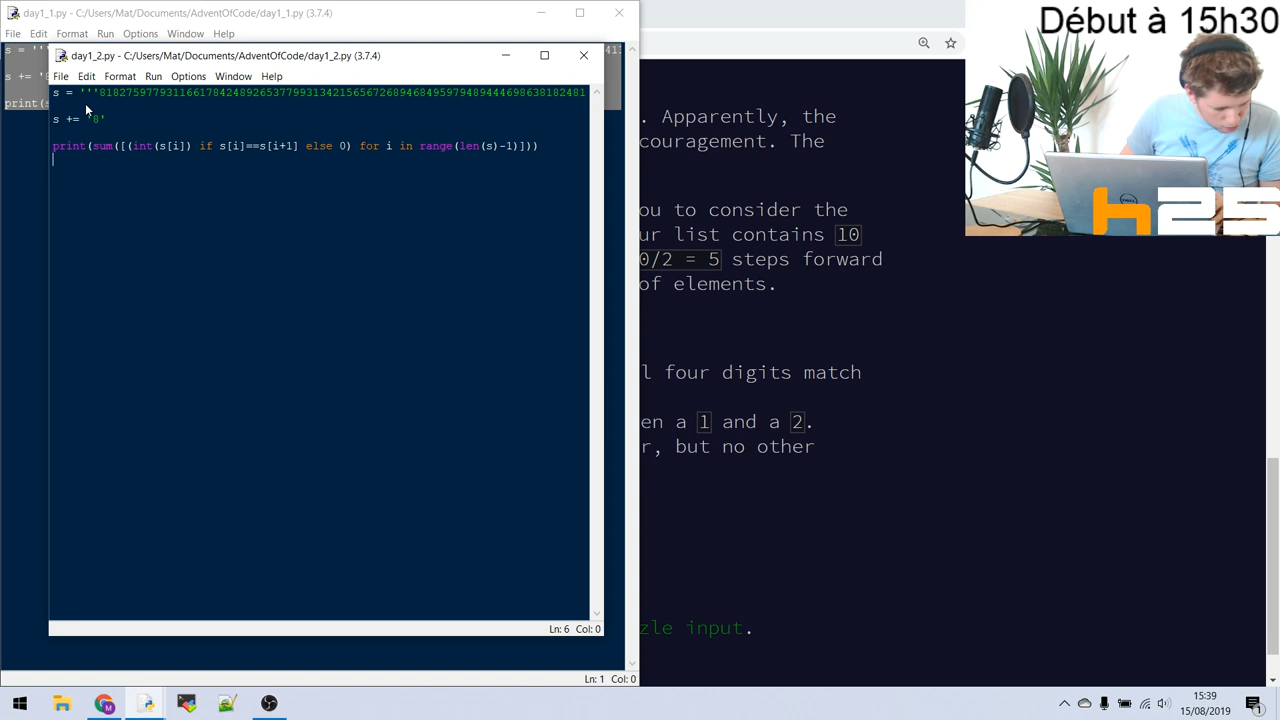 day1_1.py - C:/Users/Mat/Documents/AdventOfCode/day1_1.py (3.7.4)
File Edit Format Run Options Window Help
day1_2.py - C:/Users/Mat/Documents/AdventOfCode/day1_2.py (3.7.4)
File Edit Format Run Options Window Help
s = '''818275977931166178424892653779931342156567268946849597948944469863818248​1
s += '8'
print(sum([(int(s[i]) if s[i]==s[i+1] else 0) for i in range(len(s)-1)]))
Ln: 6 Col: 0
Ln: 1 Col: 0
. Apparently, the
couragement. The
ou to consider the
ur list contains 10
0/2 = 5 steps forward
of elements.
l four digits match
en a 1 and a 2.
r, but no other
zle input.
Début à 15h30
DELL
h25
15:39
15/08/2019
1